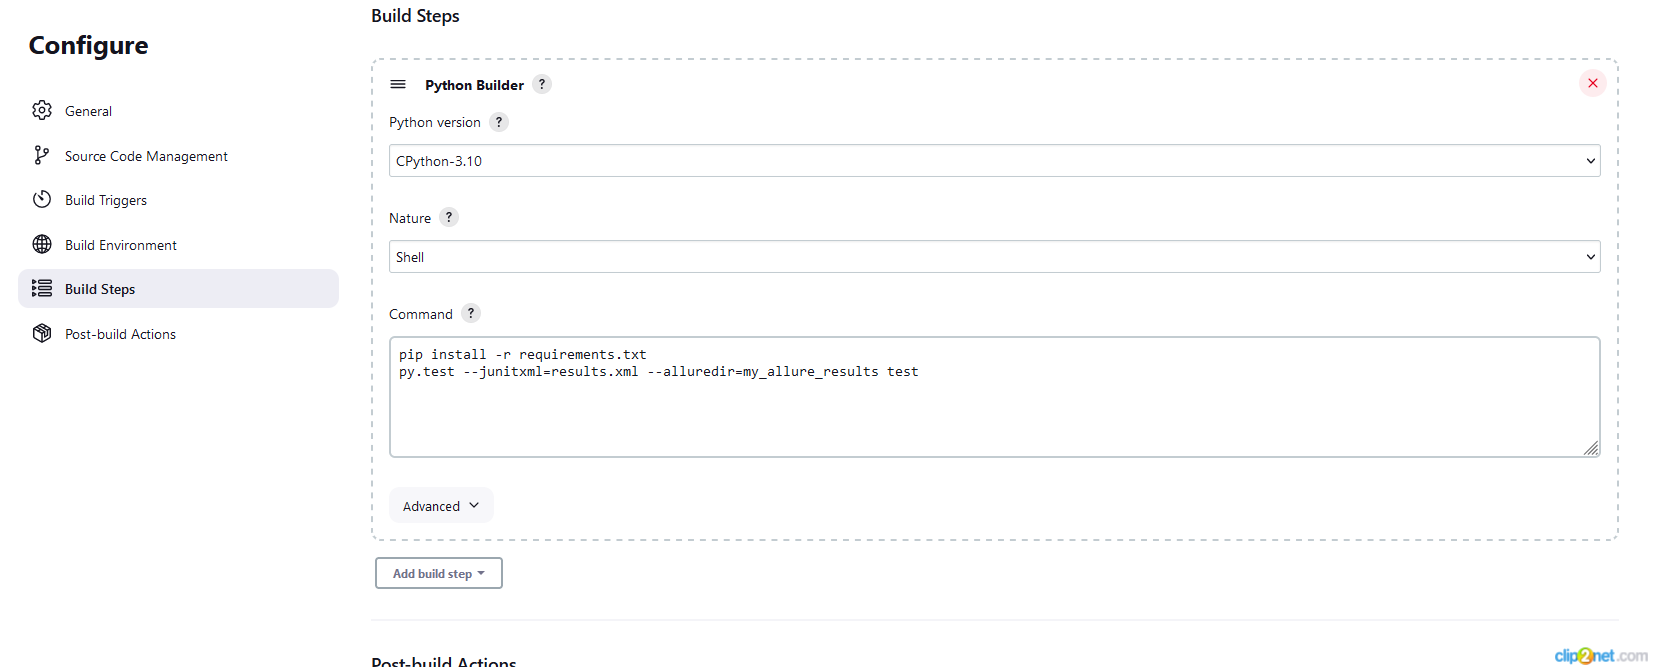 Build Steps
Configure
General
Source Code Management
Build Triggers
Build Environment
Build Steps
Post-build Actions
Python Builder ?
Python version ?
CPython-3.10
Nature ?
Shell
Command ?
pip install -r requirements.txt
py.test --junitxml=results.xml --alluredir=my_allure_results test
Advanced
Add build step
Post-build Actions
clip2net.com